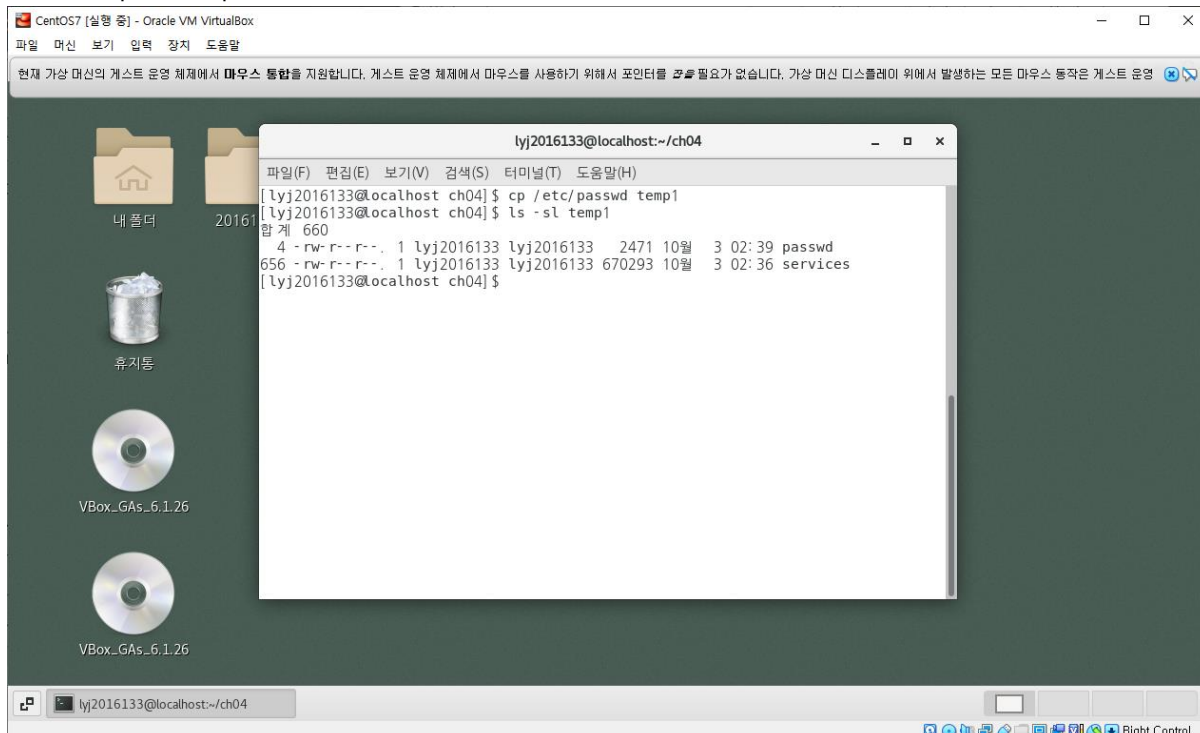 CentOS7 [실행 중] - Oracle VM VirtualBox
파일 머신 보기 입력 장치 도움말
현재 가상 머신의 게스트 운영 체제에서 마우스 통합을 지원합니다. 게스트 운영 체제에서 마우스를 사용하기 위해서 포인터를 잡을 필요가 없습니다. 가상 머신 디스플레이 위에서 발생하는 모든 마우스 동작은 게스트 운영
lyj2016133@localhost:~/ch04
파일(F) 편집(E) 보기(V) 검색(S) 터미널(T) 도움말(H)
[lyj2016133@localhost ch04]$ cp /etc/passwd temp1
[lyj2016133@localhost ch04]$ ls -sl temp1
합계 660
4 -rw-r--r--. 1 lyj2016133 lyj2016133 2471 10월 3 02:39 passwd
656 -rw-r--r--. 1 lyj2016133 lyj2016133 670293 10월 3 02:36 services
[lyj2016133@localhost ch04]$
내 폴더
20161
휴지통
VBox_GAs_6.1.26
VBox_GAs_6.1.26
lyj2016133@localhost:~/ch04
Right Control